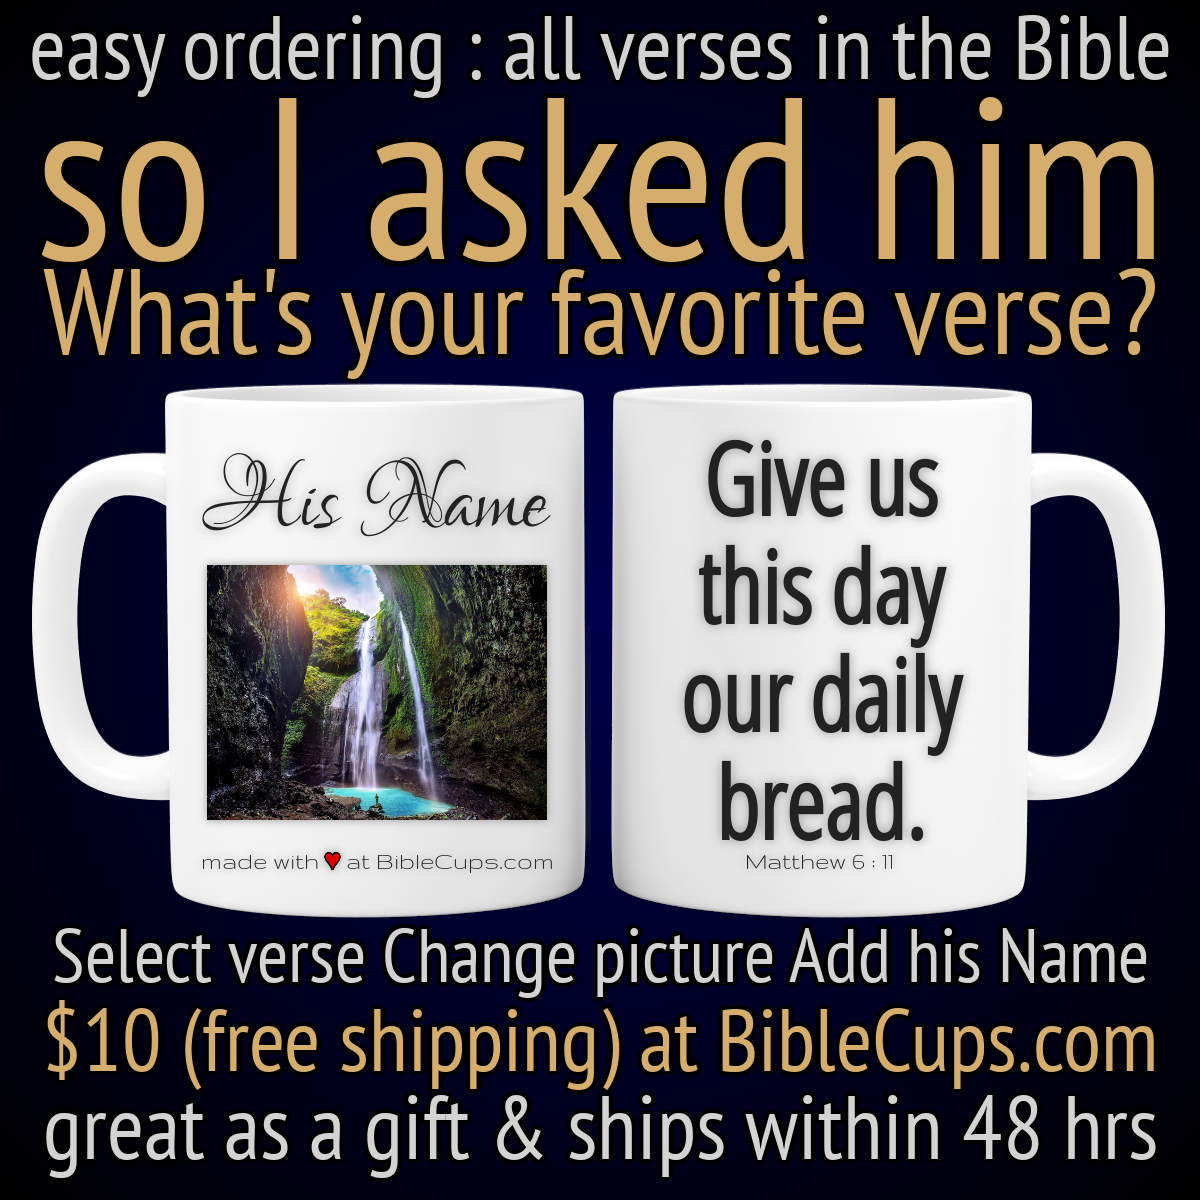 easy ordering : all verses in the Bible
so I asked him
What's your favorite verse?
His Name
made with ♥ at BibleCups.com
Give us
this day
our daily
bread.
Matthew 6 : 11
Select verse Change picture Add his Name
$10 (free shipping) at BibleCups.com
great as a gift & ships within 48 hrs